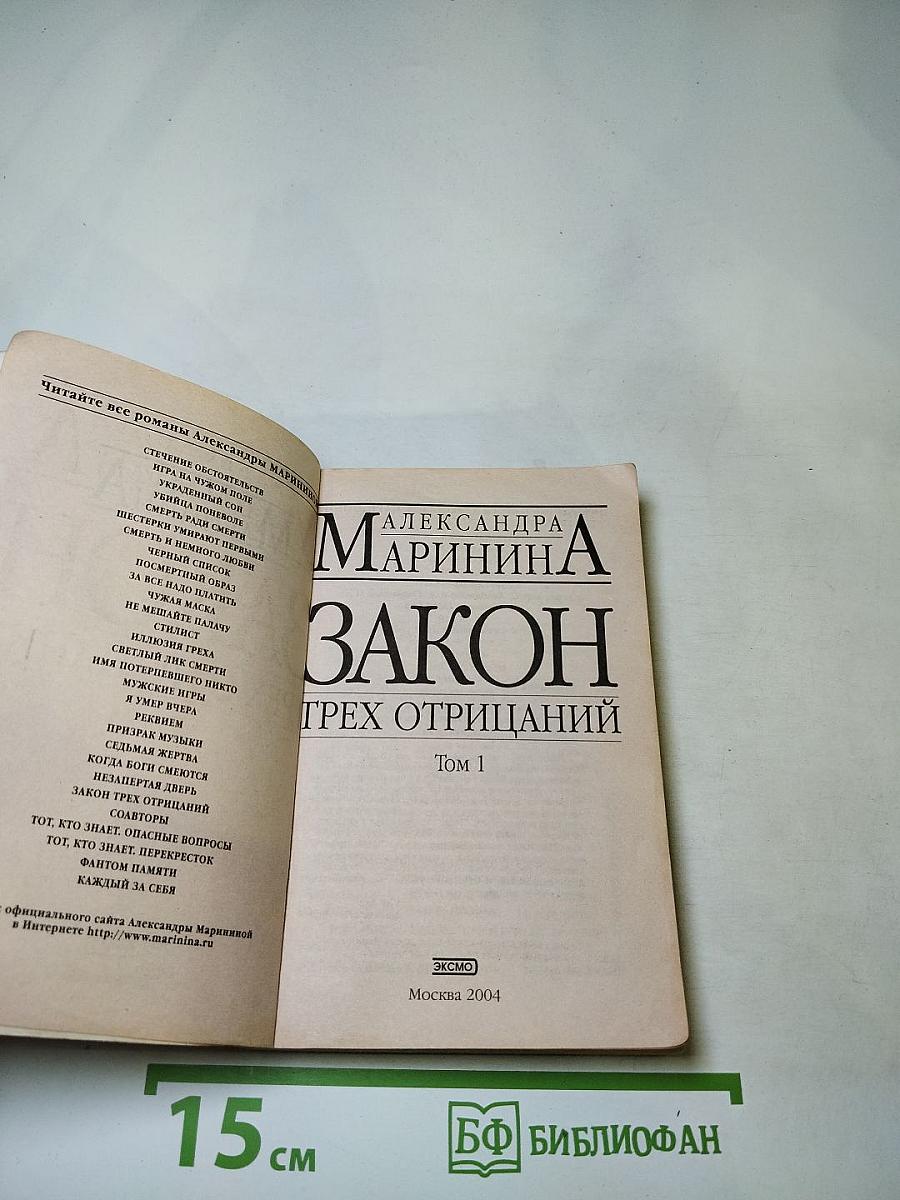 Читайте все романы Александры МАРИНИНОЙ
СТЕЧЕНИЕ ОБСТОЯТЕЛЬСТВ
ИГРА НА ЧУЖОМ ПОЛЕ
УКРАДЕННЫЙ СОН
УБИЙЦА ПОНЕВОЛЕ
СМЕРТЬ РАДИ СМЕРТИ
ШЕСТЕРКИ УМИРАЮТ ПЕРВЫМИ
СМЕРТЬ И НЕМНОГО ЛЮБВИ
ЧЕРНЫЙ СПИСОК
ПОСМЕРТНЫЙ ОБРАЗ
ЗА ВСЕ НАДО ПЛАТИТЬ
ЧУЖАЯ МАСКА
НЕ МЕШАЙТЕ ПАЛАЧУ
СТИЛИСТ
ИЛЛЮЗИЯ ГРЕХА
СВЕТЛЫЙ ЛИК СМЕРТИ
ИМЯ ПОТЕРПЕВШЕГО НИКТО
МУЖСКИЕ ИГРЫ
Я УМЕР ВЧЕРА
РЕКВИЕМ
ПРИЗРАК МУЗЫКИ
СЕДЬМАЯ ЖЕРТВА
КОГДА БОГИ СМЕЮТСЯ
НЕЗАПЕРТАЯ ДВЕРЬ
ЗАКОН ТРЕХ ОТРИЦАНИЙ
СОАВТОРЫ
ТОТ, КТО ЗНАЕТ. ОПАСНЫЕ ВОПРОСЫ
ТОТ, КТО ЗНАЕТ. ПЕРЕКРЕСТОК
ФАНТОМ ПАМЯТИ
КАЖДЫЙ ЗА СЕБЯ
официального сайта Александры Марининой
в Интернете http://www.marinina.ru
АЛЕКСАНДРА
МАРИНИНА
ЗАКОН
ТРЕХ ОТРИЦАНИЙ
Том 1
ЭКСМО
Москва 2004
15 см
БФ БИБЛИОФАН